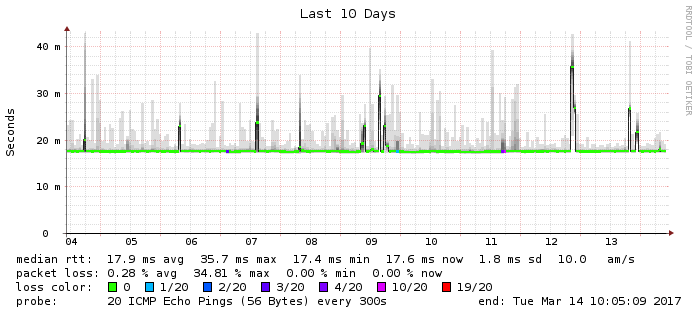 Last 10 Days
RRDTOOL / TOBI OETIKER
Seconds
40 m
30 m
20 m
10 m
0
04 05 06 07 08 09 10 11 12 13
median rtt: 17.9 ms avg 35.7 ms max 17.4 ms min 17.6 ms now 1.8 ms sd 10.0 am/s
packet loss: 0.28 % avg 34.81 % max 0.00 % min 0.00 % now
loss color: 0 1/20 2/20 3/20 4/20 10/20 19/20
probe: 20 ICMP Echo Pings (56 Bytes) every 300s end: Tue Mar 14 10:05:09 2017